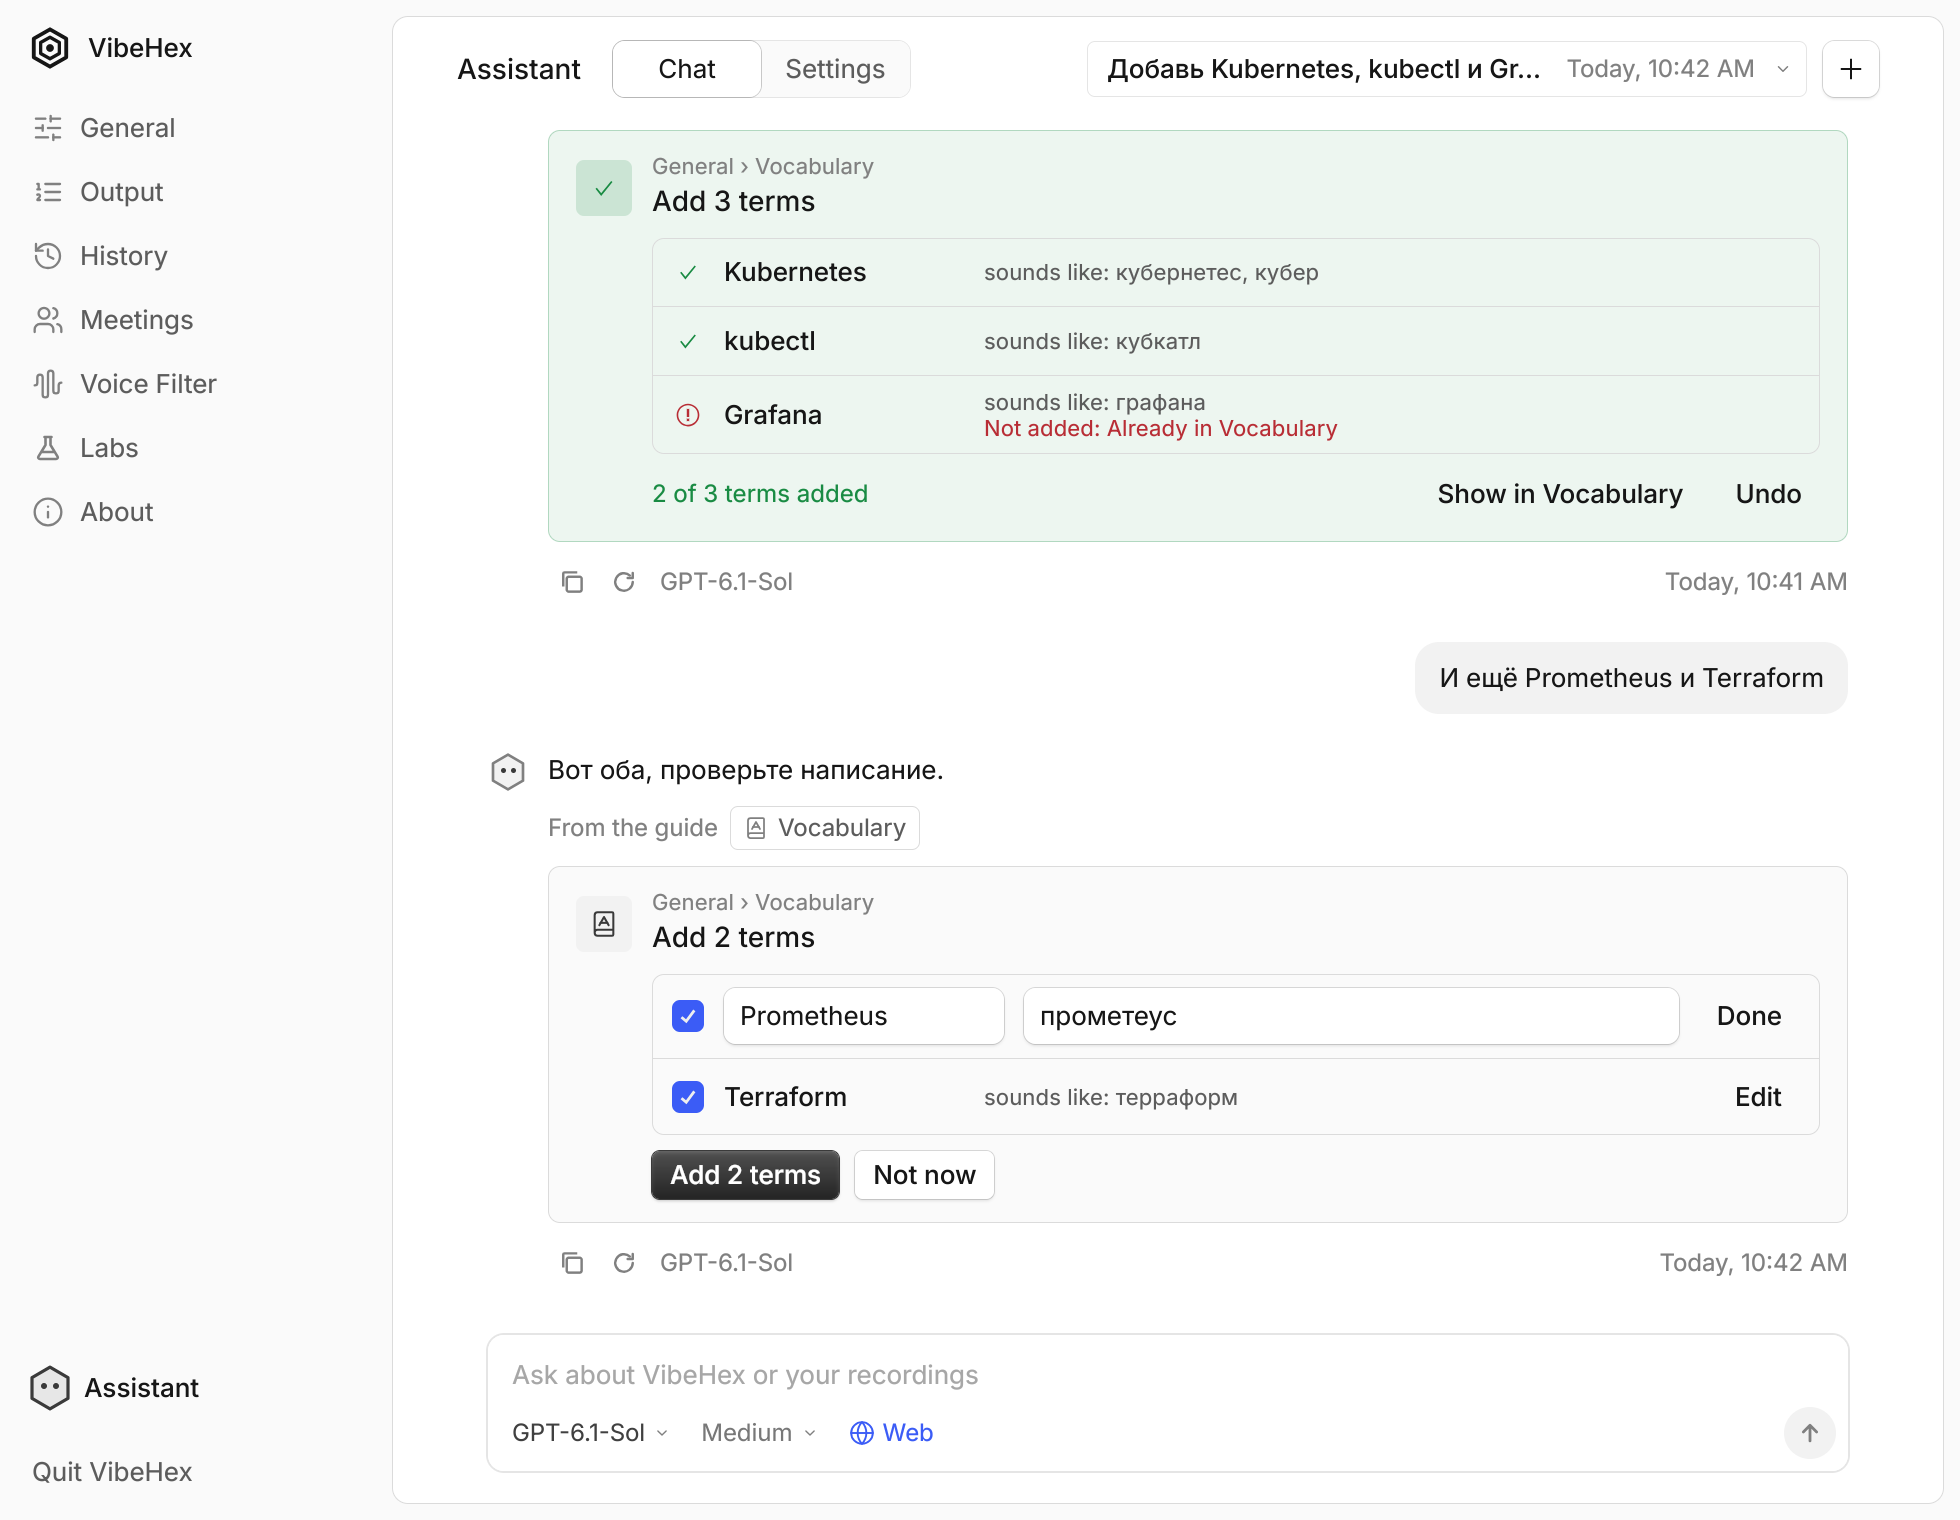 VibeHex
General
Output
History
Meetings
Voice Filter
Labs
About
Assistant
Quit VibeHex
Assistant
Chat
Settings
Добавь Kubernetes, kubectl и Gr...
Today, 10:42 AM
General › Vocabulary
Add 3 terms
Kubernetes sounds like: кубернетес, кубер
kubectl sounds like: кубкатл
Grafana sounds like: графана
Not added: Already in Vocabulary
2 of 3 terms added
Show in Vocabulary
Undo
GPT-6.1-Sol
Today, 10:41 AM
И ещё Prometheus и Terraform
Вот оба, проверьте написание.
From the guide Vocabulary
General › Vocabulary
Add 2 terms
Prometheus прометеус Done
Terraform sounds like: терраформ Edit
Add 2 terms
Not now
GPT-6.1-Sol
Today, 10:42 AM
Ask about VibeHex or your recordings
GPT-6.1-Sol Medium Web